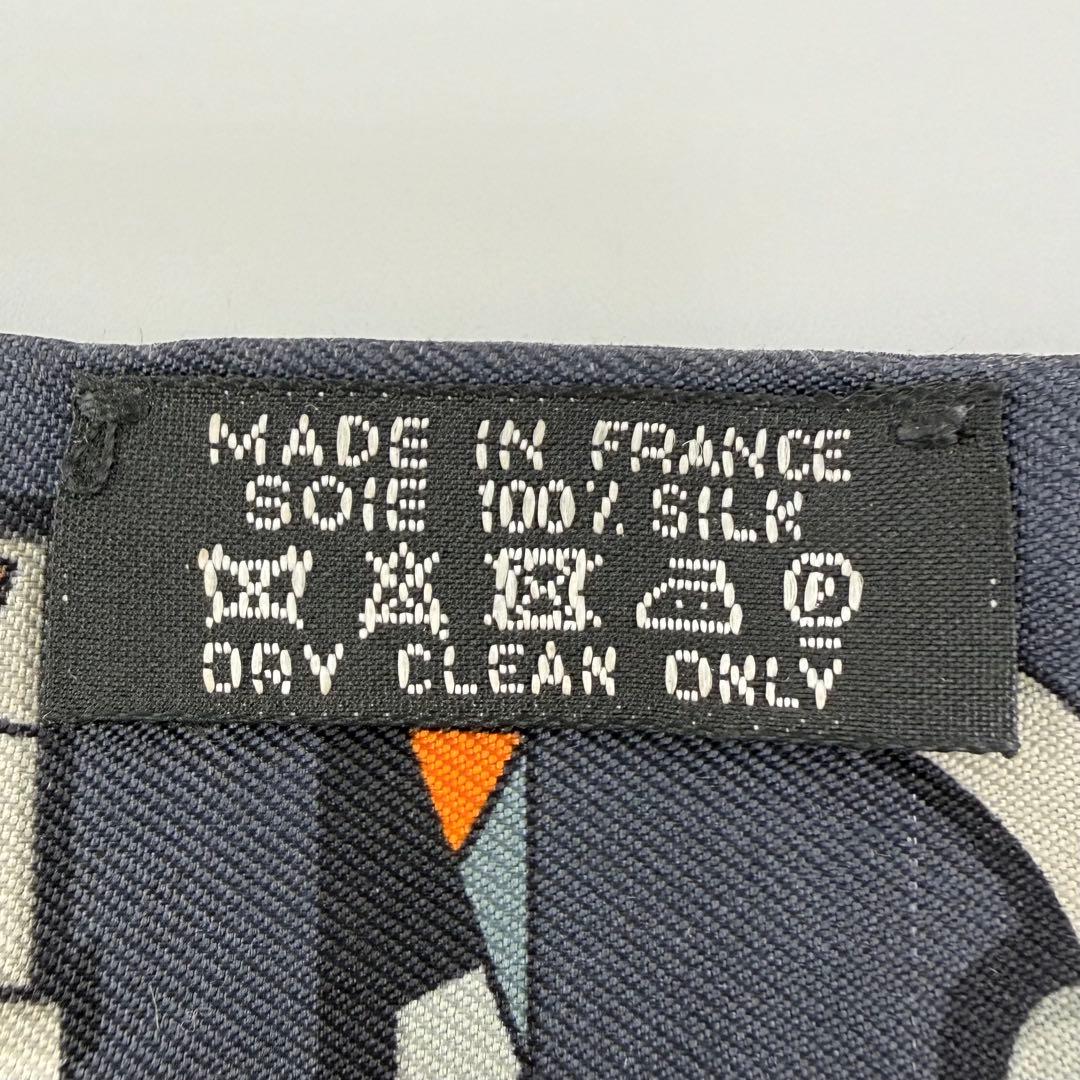 MADE IN FRANCE
SOIE 100% SILK
P
DRY CLEAN ONLY